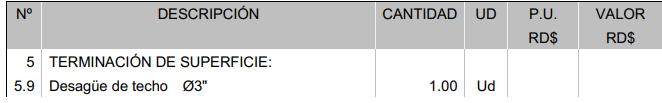 Nº DESCRIPCIÓN CANTIDAD UD P.U. VALOR
RD$ RD$
5 TERMINACIÓN DE SUPERFICIE:
5.9 Desagüe de techo Ø3" 1.00 Ud